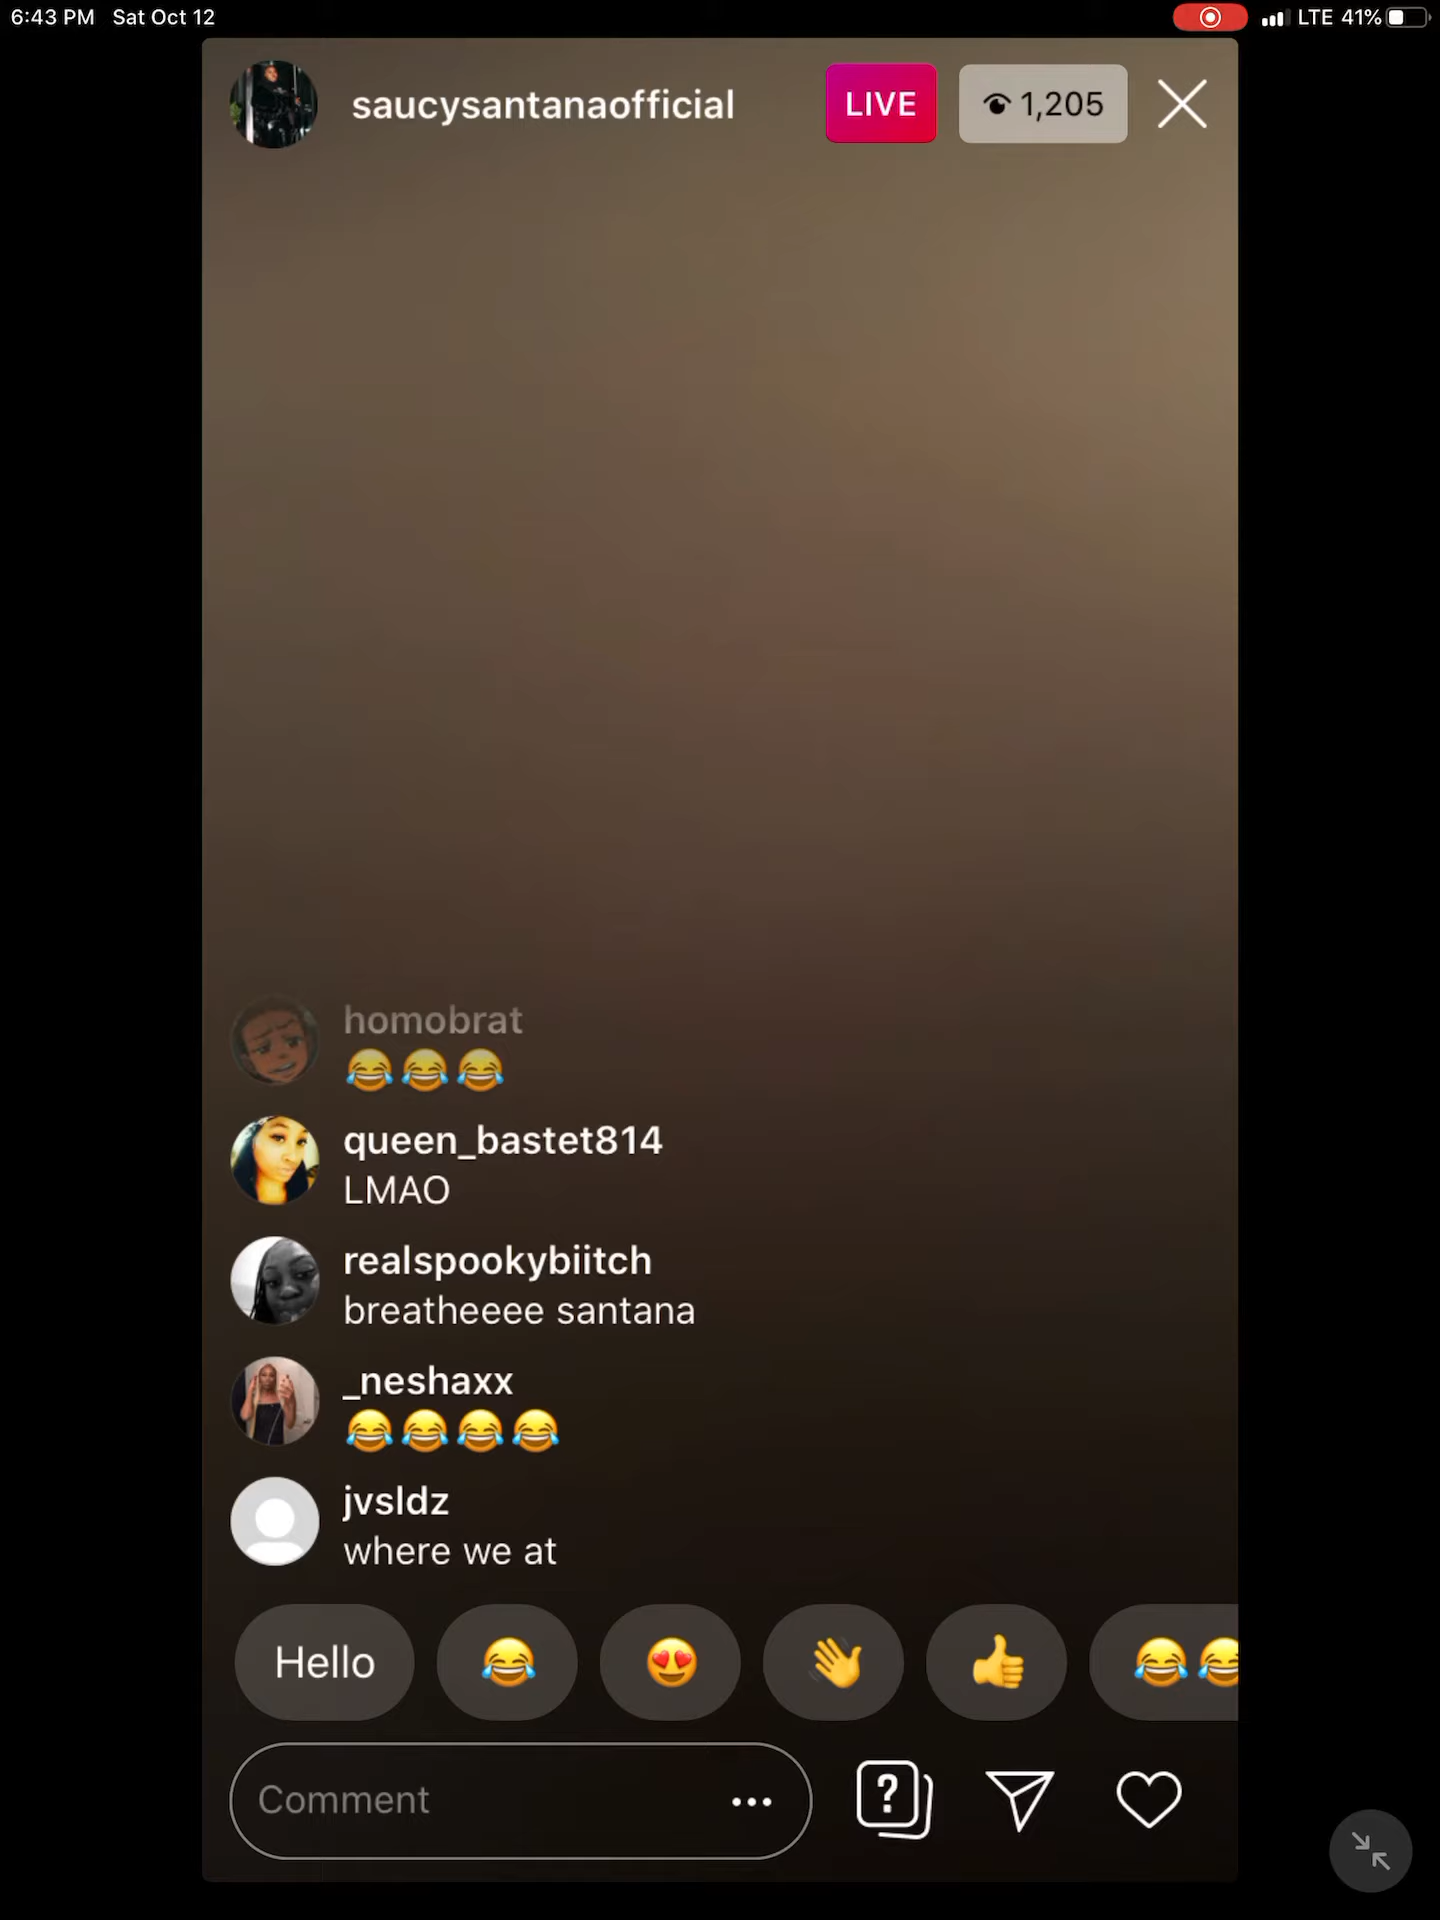 6:43 PM Sat Oct 12 LTE 41%
saucysantanaofficial LIVE 1,205
homobrat
😂😂😂
queen_bastet814
LMAO
realspookybiitch
breatheeee santana
_neshaxx
😂😂😂😂
jvsldz
where we at
Hello 😂 😍 👋 👍 😂😂
Comment ... ?